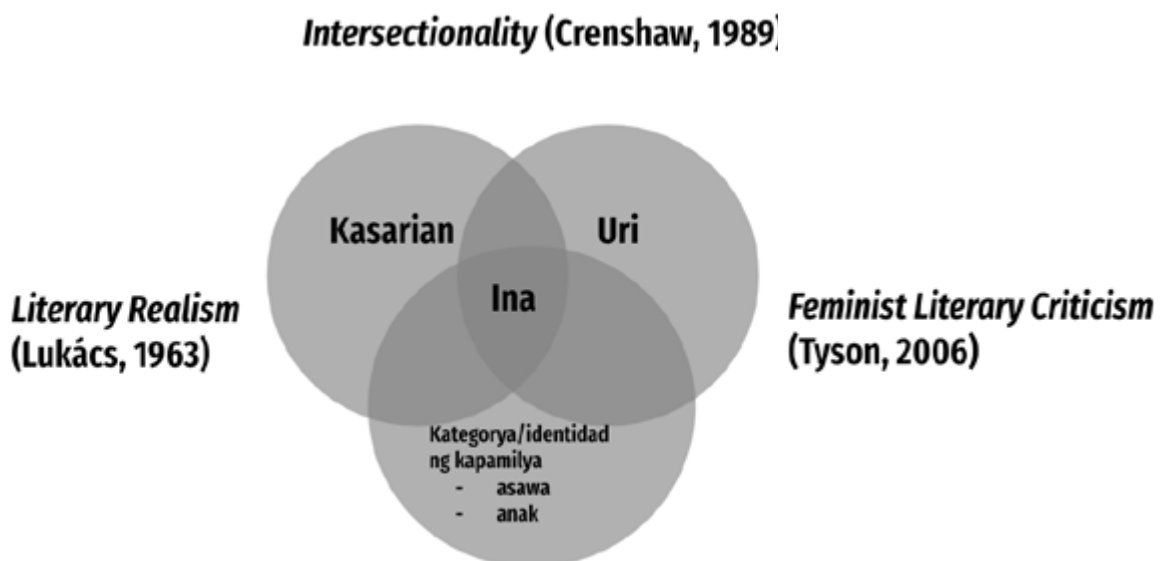 Intersectionality (Crenshaw, 1989)
Kasarian
Uri
Ina
Literary Realism
(Lukács, 1963)
Feminist Literary Criticism
(Tyson, 2006)
Kategorya/identidad
ng kapamilya
- asawa
- anak